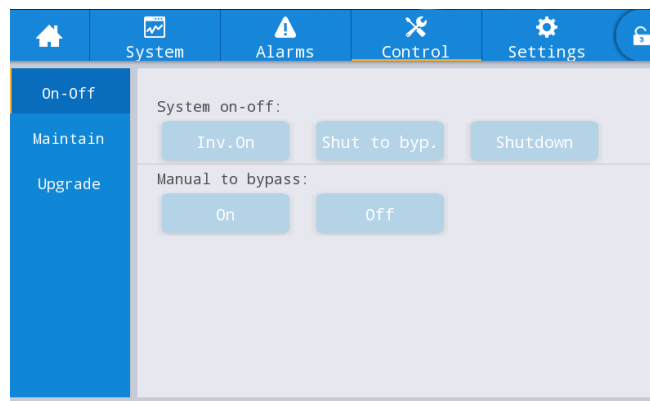 System Alarms Control Settings 3
On-Off
Maintain
Upgrade
System on-off:
Inv.On Shut to byp. Shutdown
Manual to bypass:
On Off